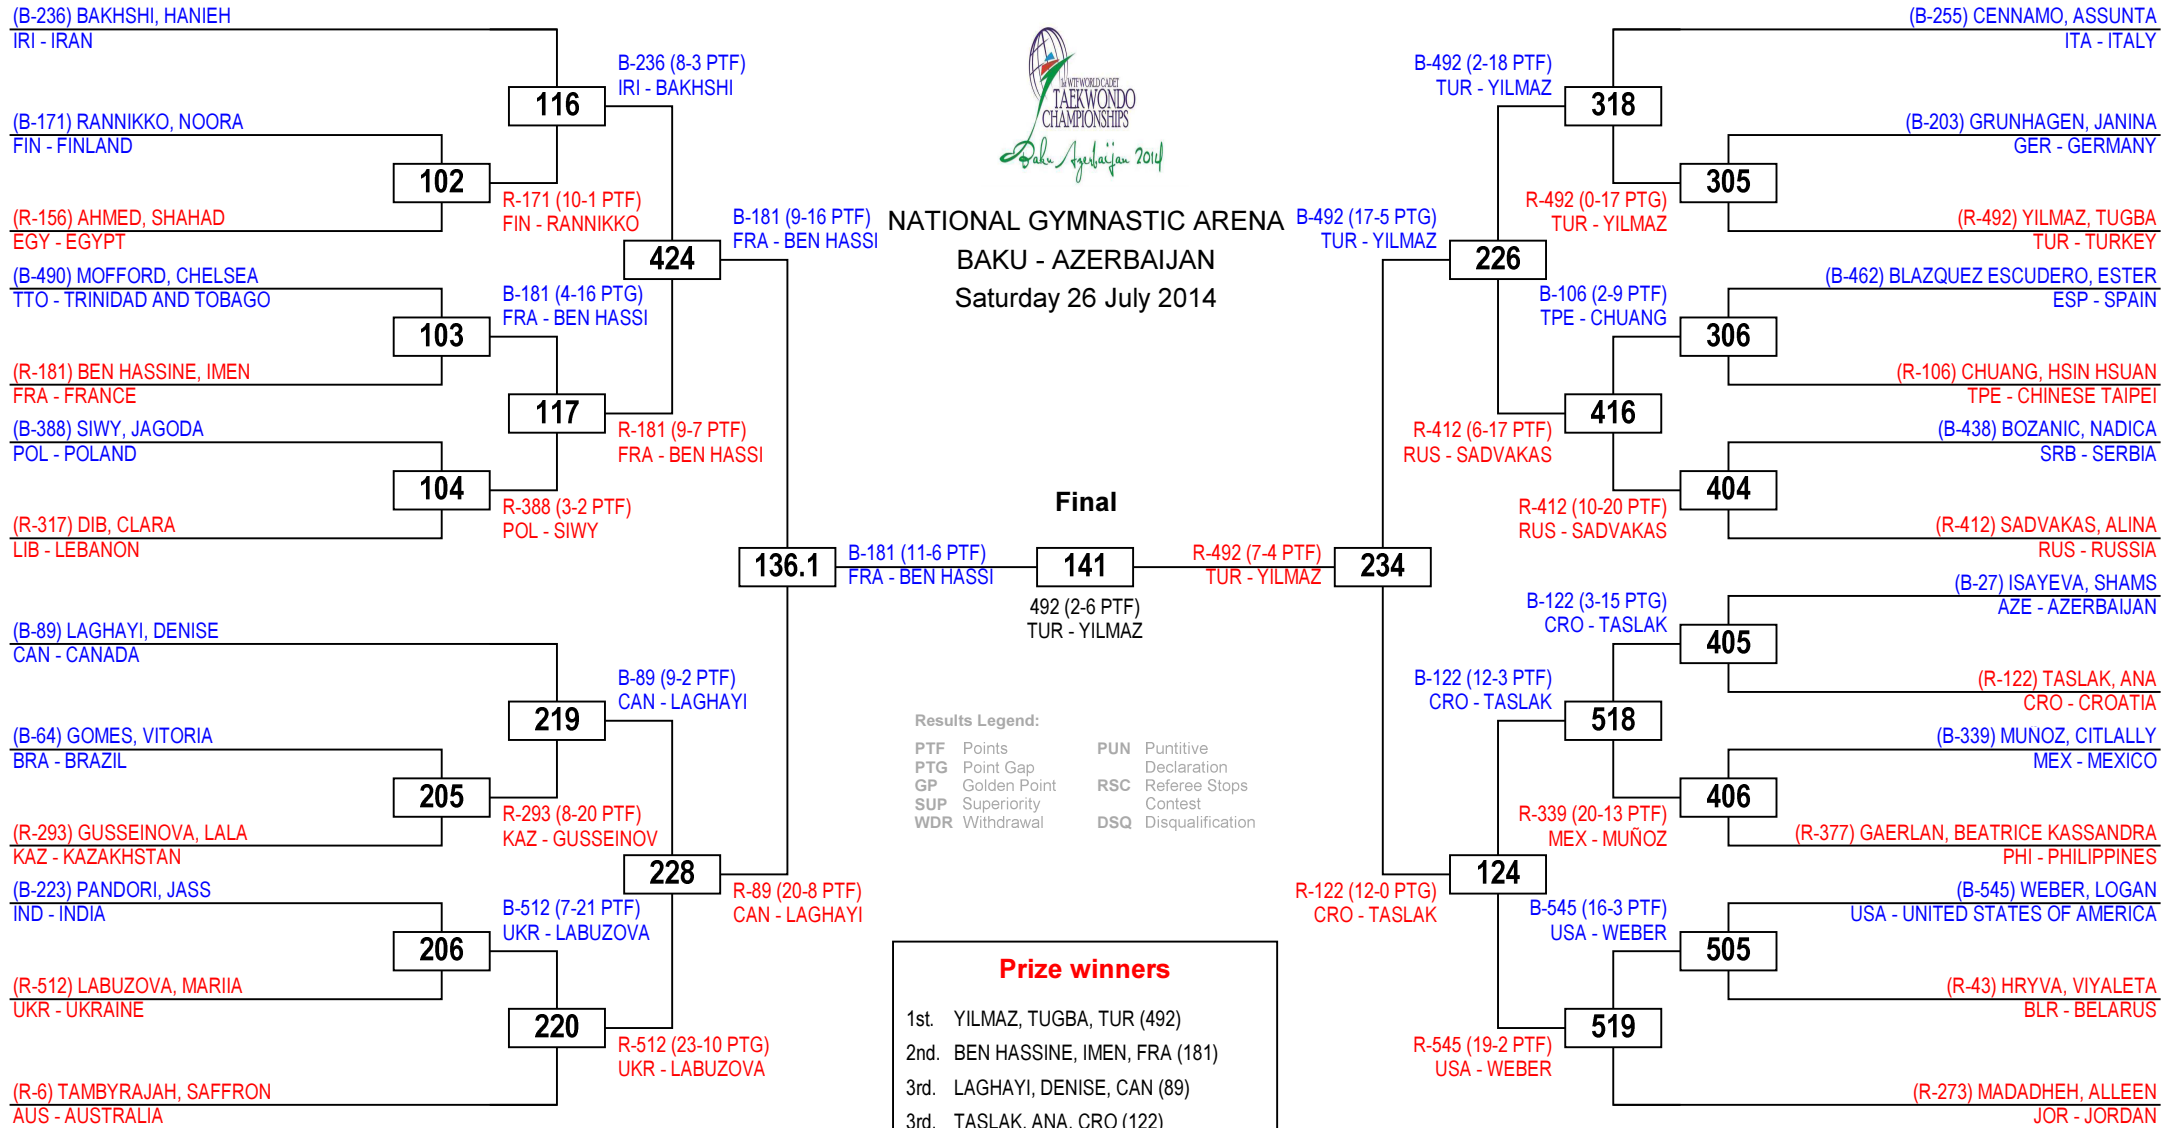 (B-236) BAKHSHI, HANIEH
IRI - IRAN
(B-171) RANNIKKO, NOORA
FIN - FINLAND
(R-156) AHMED, SHAHAD
EGY - EGYPT
(B-490) MOFFORD, CHELSEA
TTO - TRINIDAD AND TOBAGO
(R-181) BEN HASSINE, IMEN
FRA - FRANCE
(B-388) SIWY, JAGODA
POL - POLAND
(R-317) DIB, CLARA
LIB - LEBANON
(B-89) LAGHAYI, DENISE
CAN - CANADA
(B-64) GOMES, VITORIA
BRA - BRAZIL
(R-293) GUSSEINOVA, LALA
KAZ - KAZAKHSTAN
(B-223) PANDORI, JASS
IND - INDIA
(R-512) LABUZOVA, MARIIA
UKR - UKRAINE
(R-6) TAMBYRAJAH, SAFFRON
AUS - AUSTRALIA
102
103
104
205
206
R-171 (10-1 PTF)
FIN - RANNIKKO
B-181 (4-16 PTG)
FRA - BEN HASSI
R-388 (3-2 PTF)
POL - SIWY
R-293 (8-20 PTF)
KAZ - GUSSEINOV
B-512 (7-21 PTF)
UKR - LABUZOVA
116
117
219
220
B-236 (8-3 PTF)
IRI - BAKHSHI
R-181 (9-7 PTF)
FRA - BEN HASSI
B-89 (9-2 PTF)
CAN - LAGHAYI
R-512 (23-10 PTG)
UKR - LABUZOVA
424
228
B-181 (9-16 PTF)
FRA - BEN HASSI
R-89 (20-8 PTF)
CAN - LAGHAYI
136.1
B-181 (11-6 PTF)
FRA - BEN HASSI
1st WTF WORLD CADET
TAEKWONDO
CHAMPIONSHIPS
Baku Azerbaijan 2014
NATIONAL GYMNASTIC ARENA
BAKU - AZERBAIJAN
Saturday 26 July 2014
Final
141
492 (2-6 PTF)
TUR - YILMAZ
Results Legend:
PTF Points
PTG Point Gap
GP Golden Point
SUP Superiority
WDR Withdrawal
PUN Puntitive
Declaration
RSC Referee Stops
Contest
DSQ Disqualification
Prize winners
1st. YILMAZ, TUGBA, TUR (492)
2nd. BEN HASSINE, IMEN, FRA (181)
3rd. LAGHAYI, DENISE, CAN (89)
3rd. TASLAK, ANA, CRO (122)
R-492 (7-4 PTF)
TUR - YILMAZ
234
B-492 (17-5 PTG)
TUR - YILMAZ
R-122 (12-0 PTG)
CRO - TASLAK
226
124
B-492 (2-18 PTF)
TUR - YILMAZ
R-412 (6-17 PTF)
RUS - SADVAKAS
B-122 (12-3 PTF)
CRO - TASLAK
R-545 (19-2 PTF)
USA - WEBER
318
416
518
519
R-492 (0-17 PTG)
TUR - YILMAZ
B-106 (2-9 PTF)
TPE - CHUANG
R-412 (10-20 PTF)
RUS - SADVAKAS
B-122 (3-15 PTG)
CRO - TASLAK
R-339 (20-13 PTF)
MEX - MUÑOZ
B-545 (16-3 PTF)
USA - WEBER
305
306
404
405
406
505
(B-255) CENNAMO, ASSUNTA
ITA - ITALY
(B-203) GRUNHAGEN, JANINA
GER - GERMANY
(R-492) YILMAZ, TUGBA
TUR - TURKEY
(B-462) BLAZQUEZ ESCUDERO, ESTER
ESP - SPAIN
(R-106) CHUANG, HSIN HSUAN
TPE - CHINESE TAIPEI
(B-438) BOZANIC, NADICA
SRB - SERBIA
(R-412) SADVAKAS, ALINA
RUS - RUSSIA
(B-27) ISAYEVA, SHAMS
AZE - AZERBAIJAN
(R-122) TASLAK, ANA
CRO - CROATIA
(B-339) MUÑOZ, CITLALLY
MEX - MEXICO
(R-377) GAERLAN, BEATRICE KASSANDRA
PHI - PHILIPPINES
(B-545) WEBER, LOGAN
USA - UNITED STATES OF AMERICA
(R-43) HRYVA, VIYALETA
BLR - BELARUS
(R-273) MADADHEH, ALLEEN
JOR - JORDAN